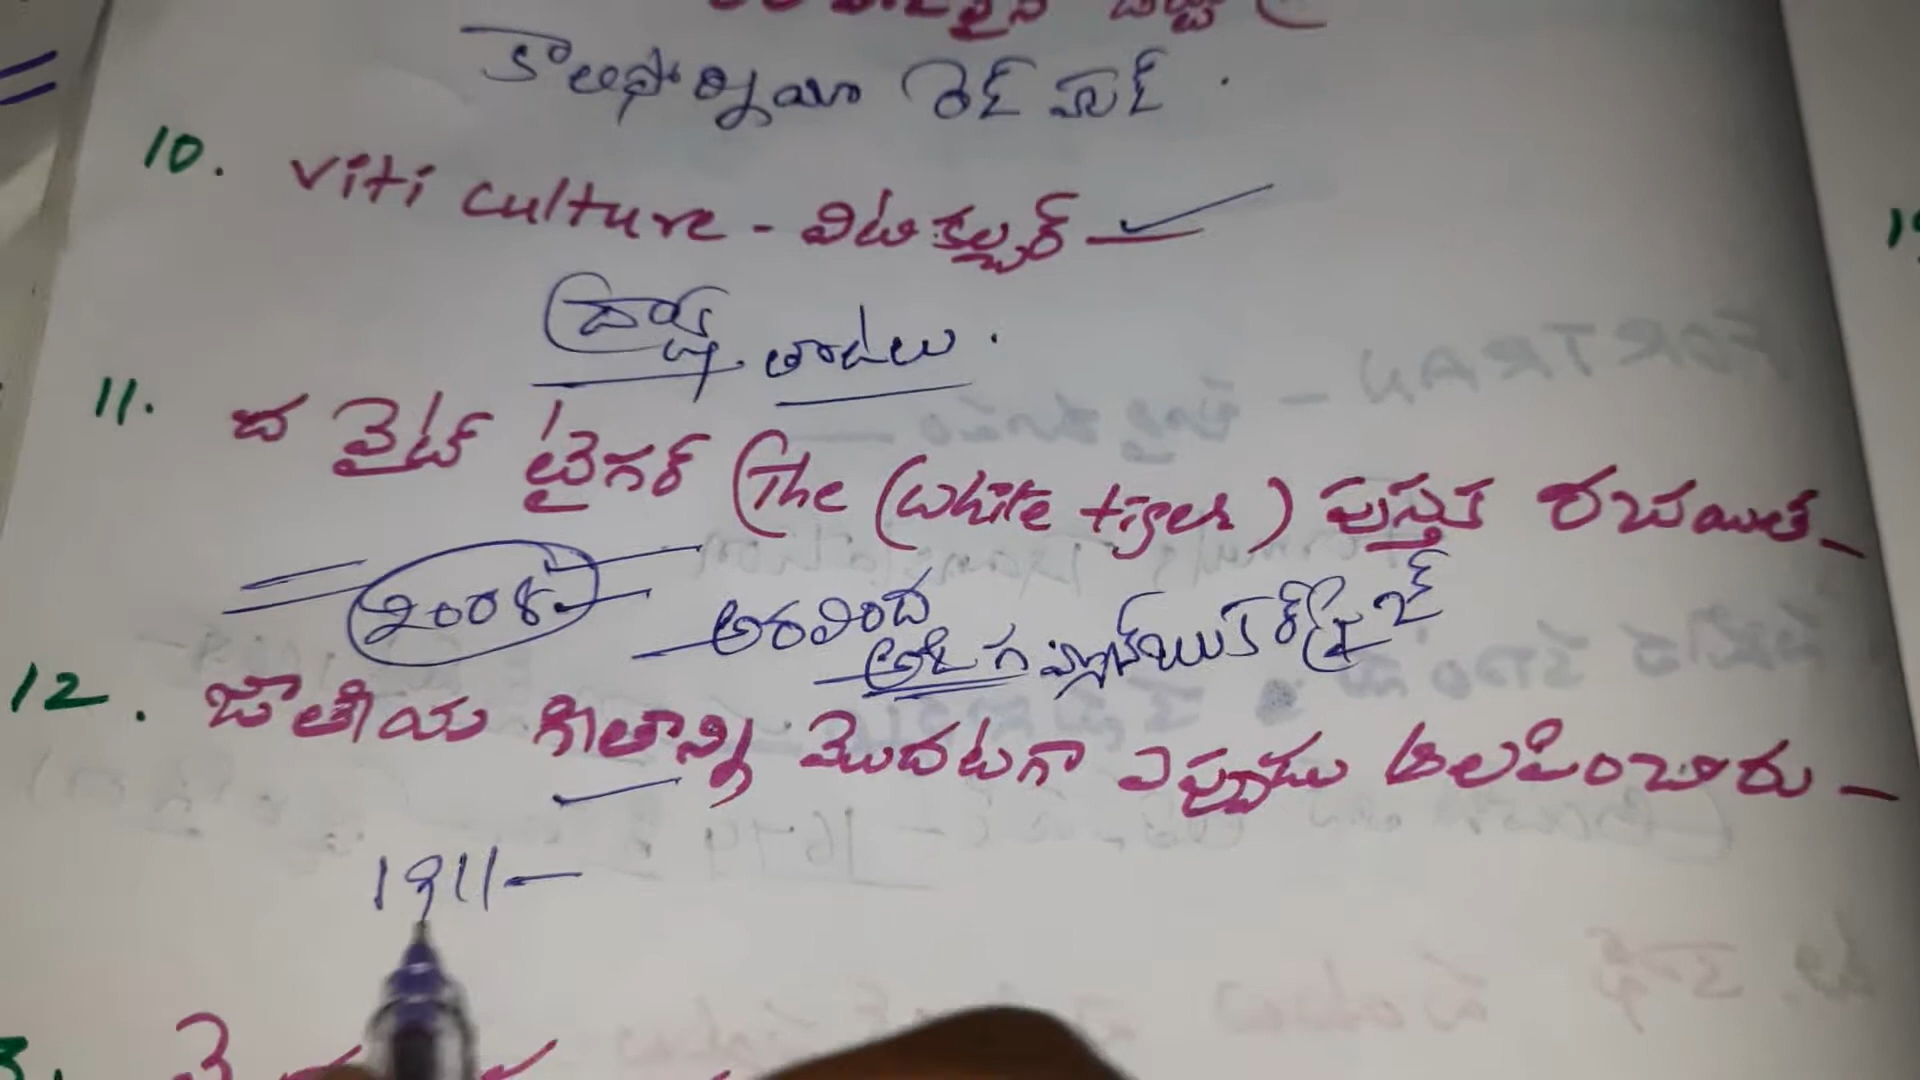 కాలిఫోర్నియా రెడ్ వుడ్ .
10. Viti culture - విటికల్చర్ —
ద్రాక్ష తోటలు .
11. ద వైట్ టైగర్ (The (White tiger) పుస్తక రచయిత -
2008 అరవింద
అడిగ మ్యాన్ బుకర్ ప్రైజ్
12. జాతీయ గీతాన్ని మొదటగా ఎప్పుడు ఆలపించారు -
1911 -